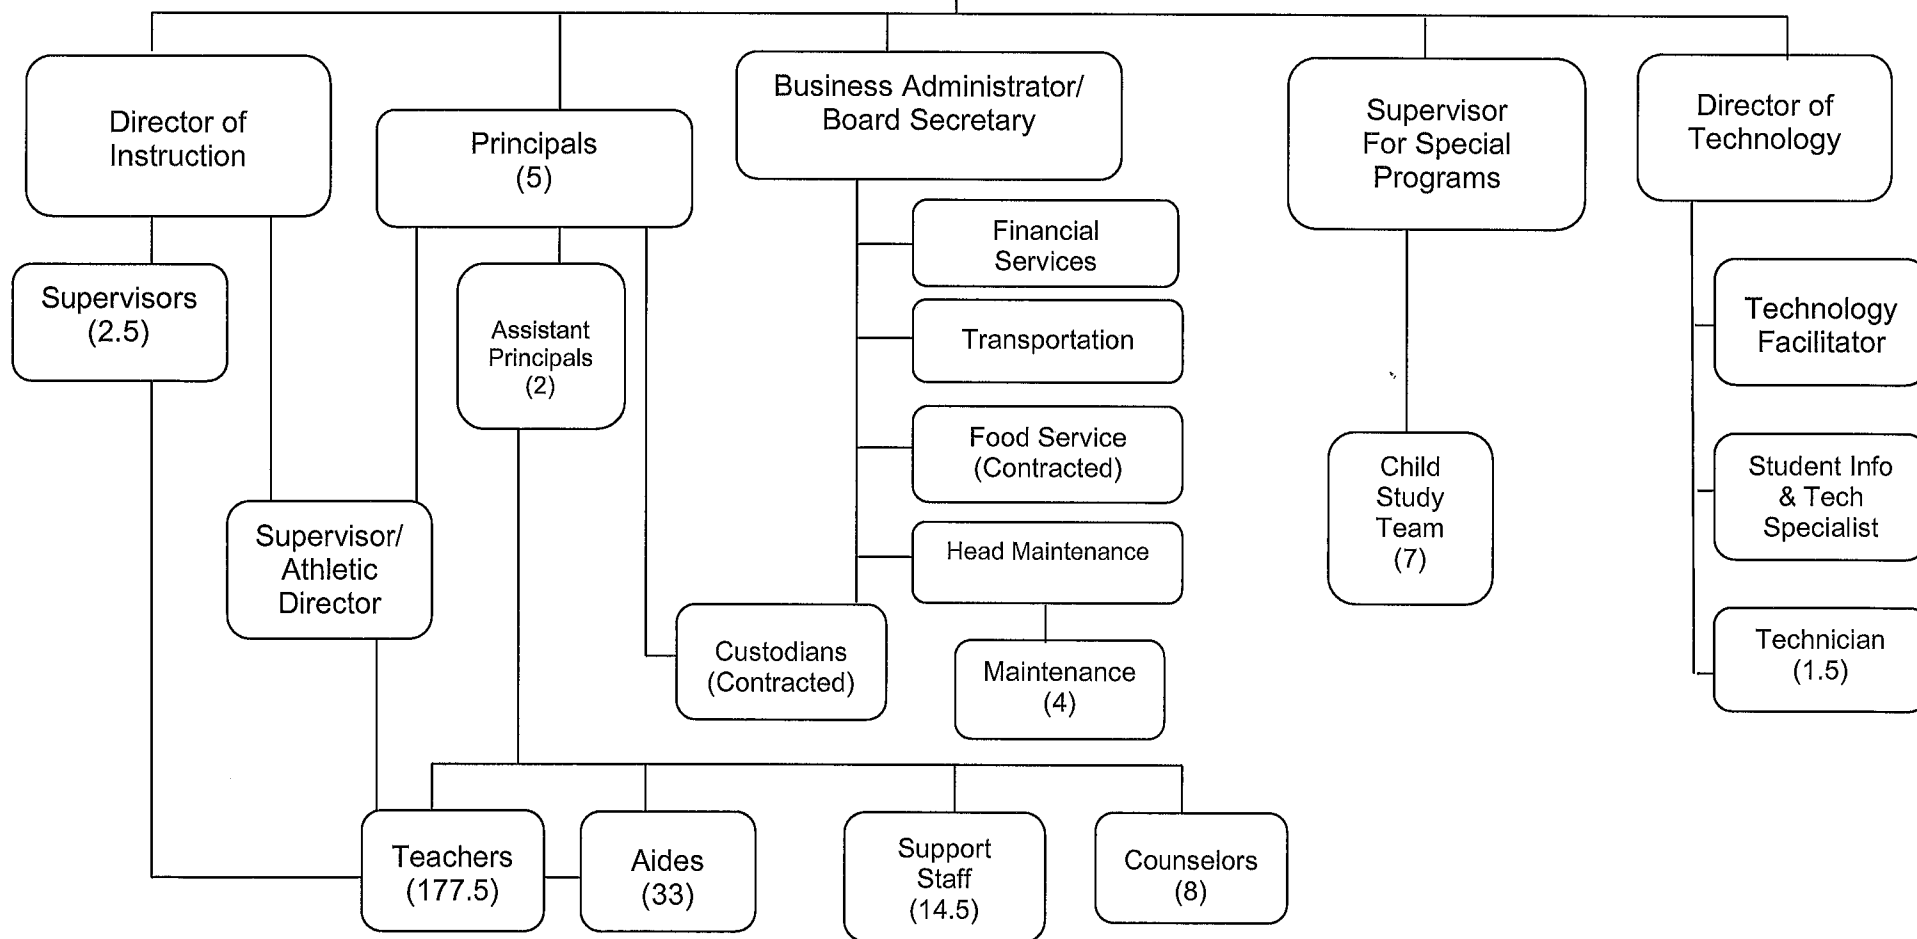 Director of
Instruction
Principals
(5)
Business Administrator/
Board Secretary
Supervisor
For Special
Programs
Director of
Technology
Supervisors
(2.5)
Assistant
Principals
(2)
Financial
Services
Transportation
Food Service
(Contracted)
Head Maintenance
Technology
Facilitator
Child
Study
Team
(7)
Student Info
& Tech
Specialist
Supervisor/
Athletic
Director
Custodians
(Contracted)
Maintenance
(4)
Technician
(1.5)
Teachers
(177.5)
Aides
(33)
Support
Staff
(14.5)
Counselors
(8)